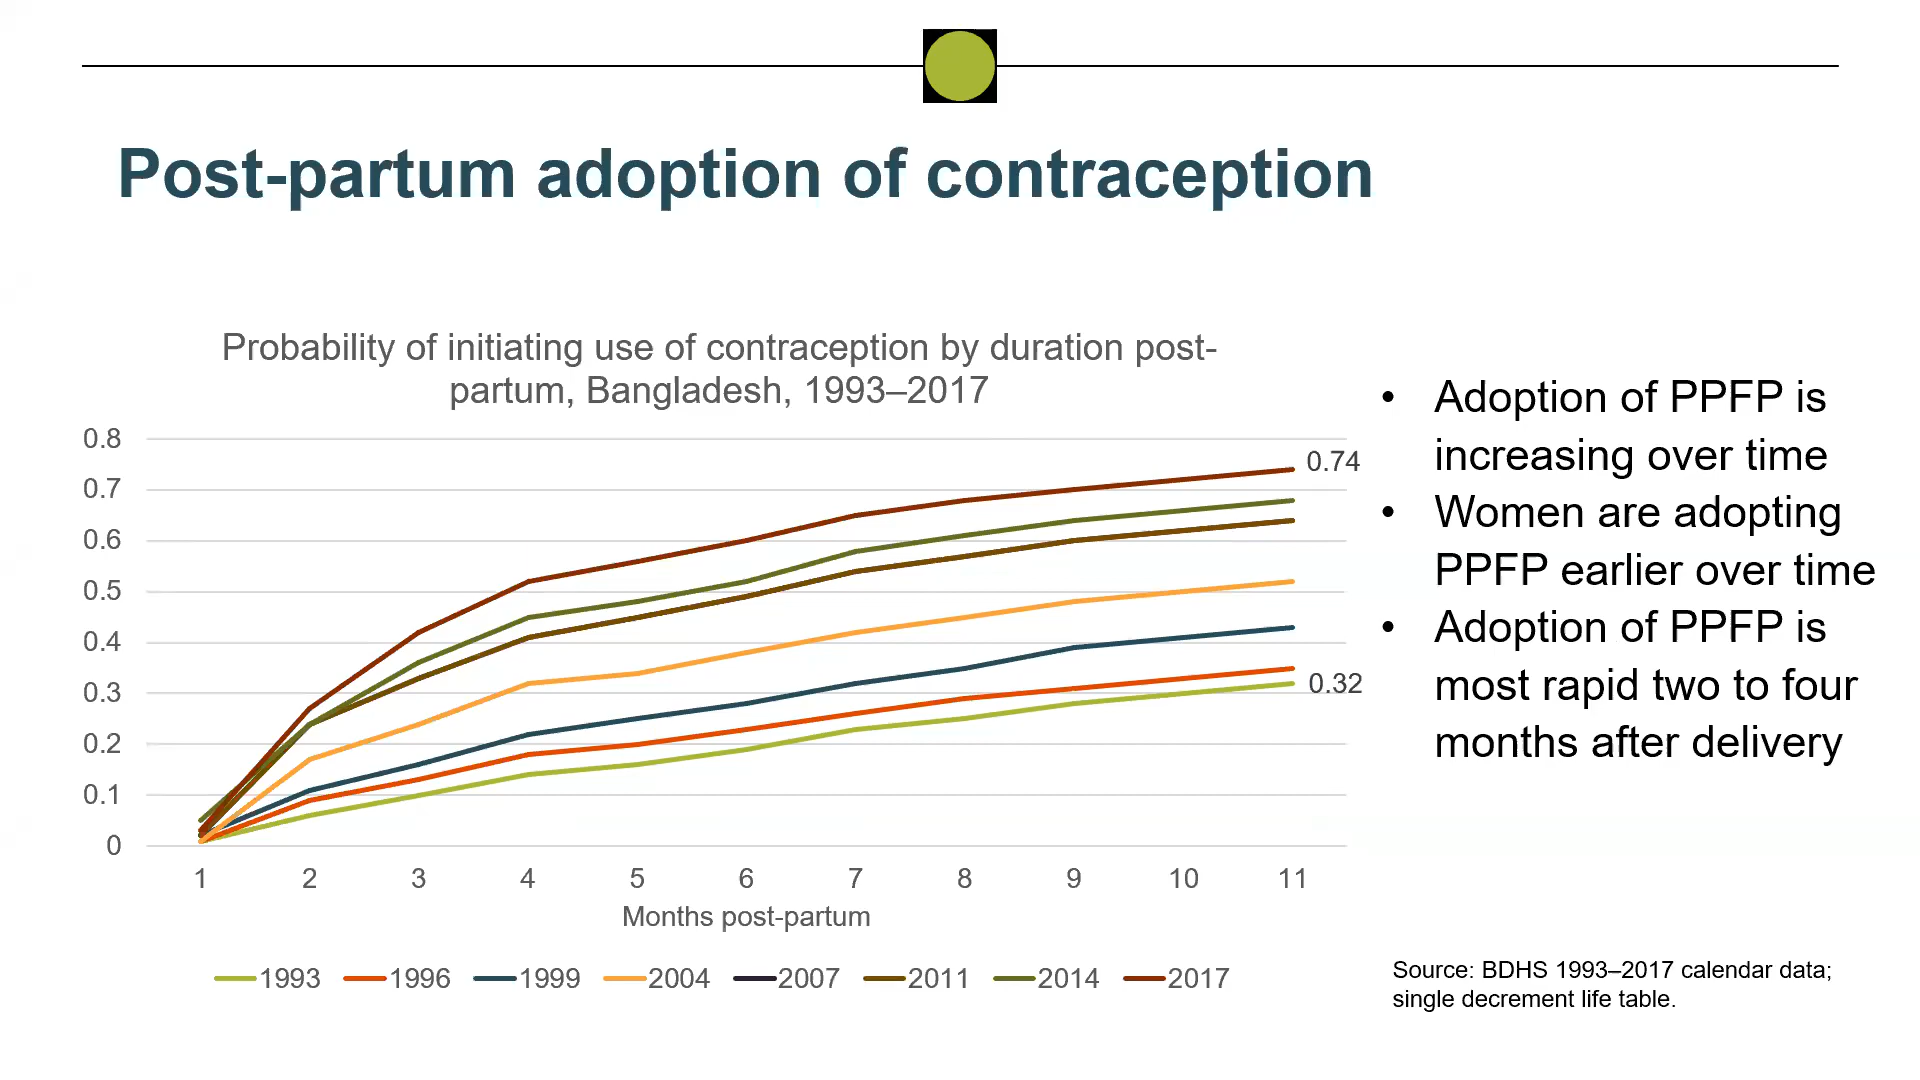 Post-partum adoption of contraception
Probability of initiating use of contraception by duration post-
partum, Bangladesh, 1993–2017
0.8
0.7
0.6
0.5
0.4
0.3
0.2
0.1
0
0.74
0.32
1 2 3 4 5 6 7 8 9 10 11
Months post-partum
1993 1996 1999 2004 2007 2011 2014 2017
• Adoption of PPFP is
increasing over time
• Women are adopting
PPFP earlier over time
• Adoption of PPFP is
most rapid two to four
months after delivery
Source: BDHS 1993–2017 calendar data;
single decrement life table.